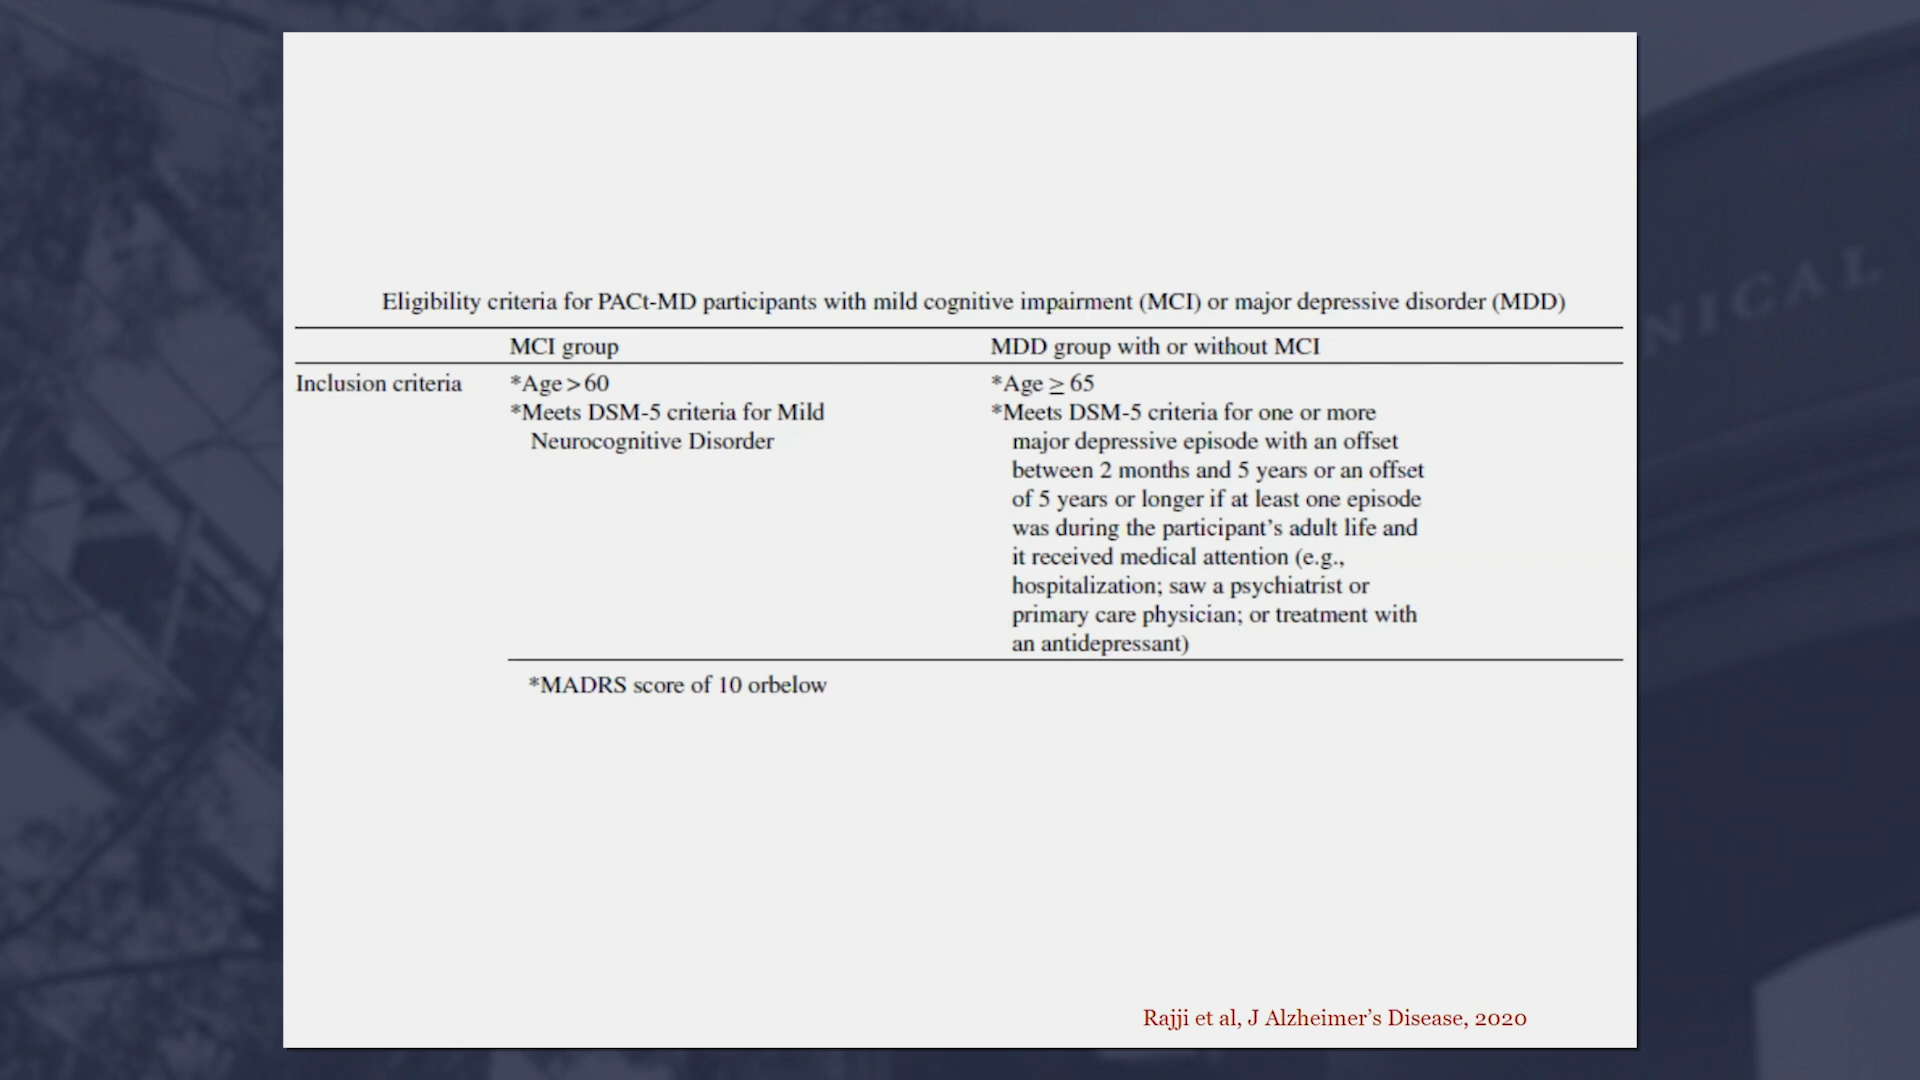 Eligibility criteria for PACt-MD participants with mild cognitive impairment (MCI) or major depressive disorder (MDD)
MCI group
MDD group with or without MCI
Inclusion criteria
*Age > 60
*Meets DSM-5 criteria for Mild
Neurocognitive Disorder
*Age ≥ 65
*Meets DSM-5 criteria for one or more
major depressive episode with an offset
between 2 months and 5 years or an offset
of 5 years or longer if at least one episode
was during the participant's adult life and
it received medical attention (e.g.,
hospitalization; saw a psychiatrist or
primary care physician; or treatment with
an antidepressant)
*MADRS score of 10 orbelow
Rajji et al, J Alzheimer's Disease, 2020
NICAL